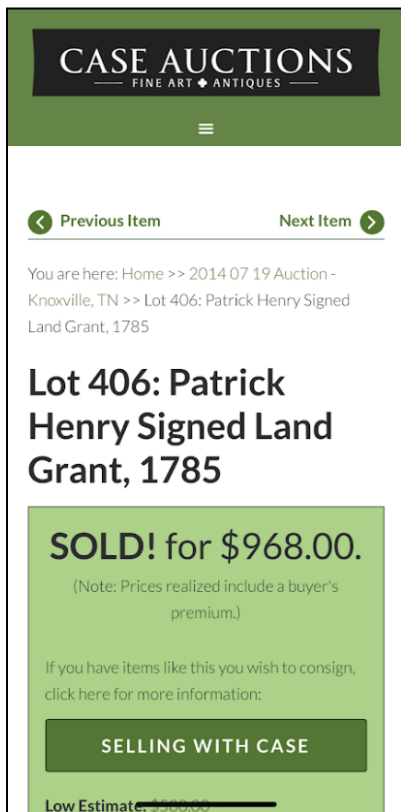 CASE AUCTIONS
FINE ART ♣ ANTIQUES
Previous Item
Next Item
You are here: Home >> 2014 07 19 Auction -
Knoxville, TN >> Lot 406: Patrick Henry Signed
Land Grant, 1785
Lot 406: Patrick
Henry Signed Land
Grant, 1785
SOLD! for $968.00.
(Note: Prices realized include a buyer's
premium.)
If you have items like this you wish to consign,
click here for more information:
SELLING WITH CASE
Low Estimate: $500.00